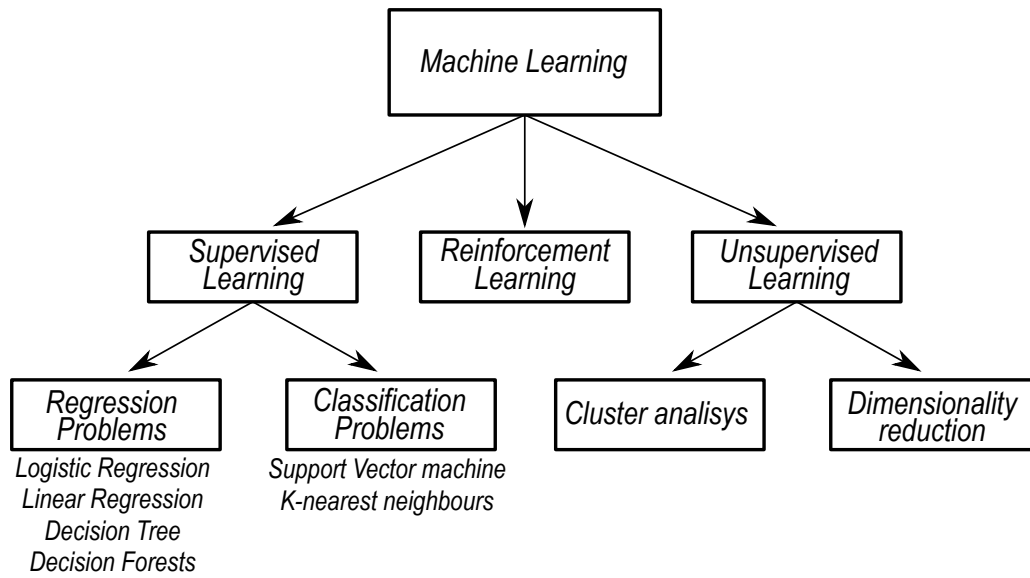 Machine Learning
Supervised
Learning
Reinforcement
Learning
Unsupervised
Learning
Regression
Problems
Classification
Problems
Cluster analisys
Dimensionality
reduction
Logistic Regression
Linear Regression
Decision Tree
Decision Forests
Support Vector machine
K-nearest neighbours